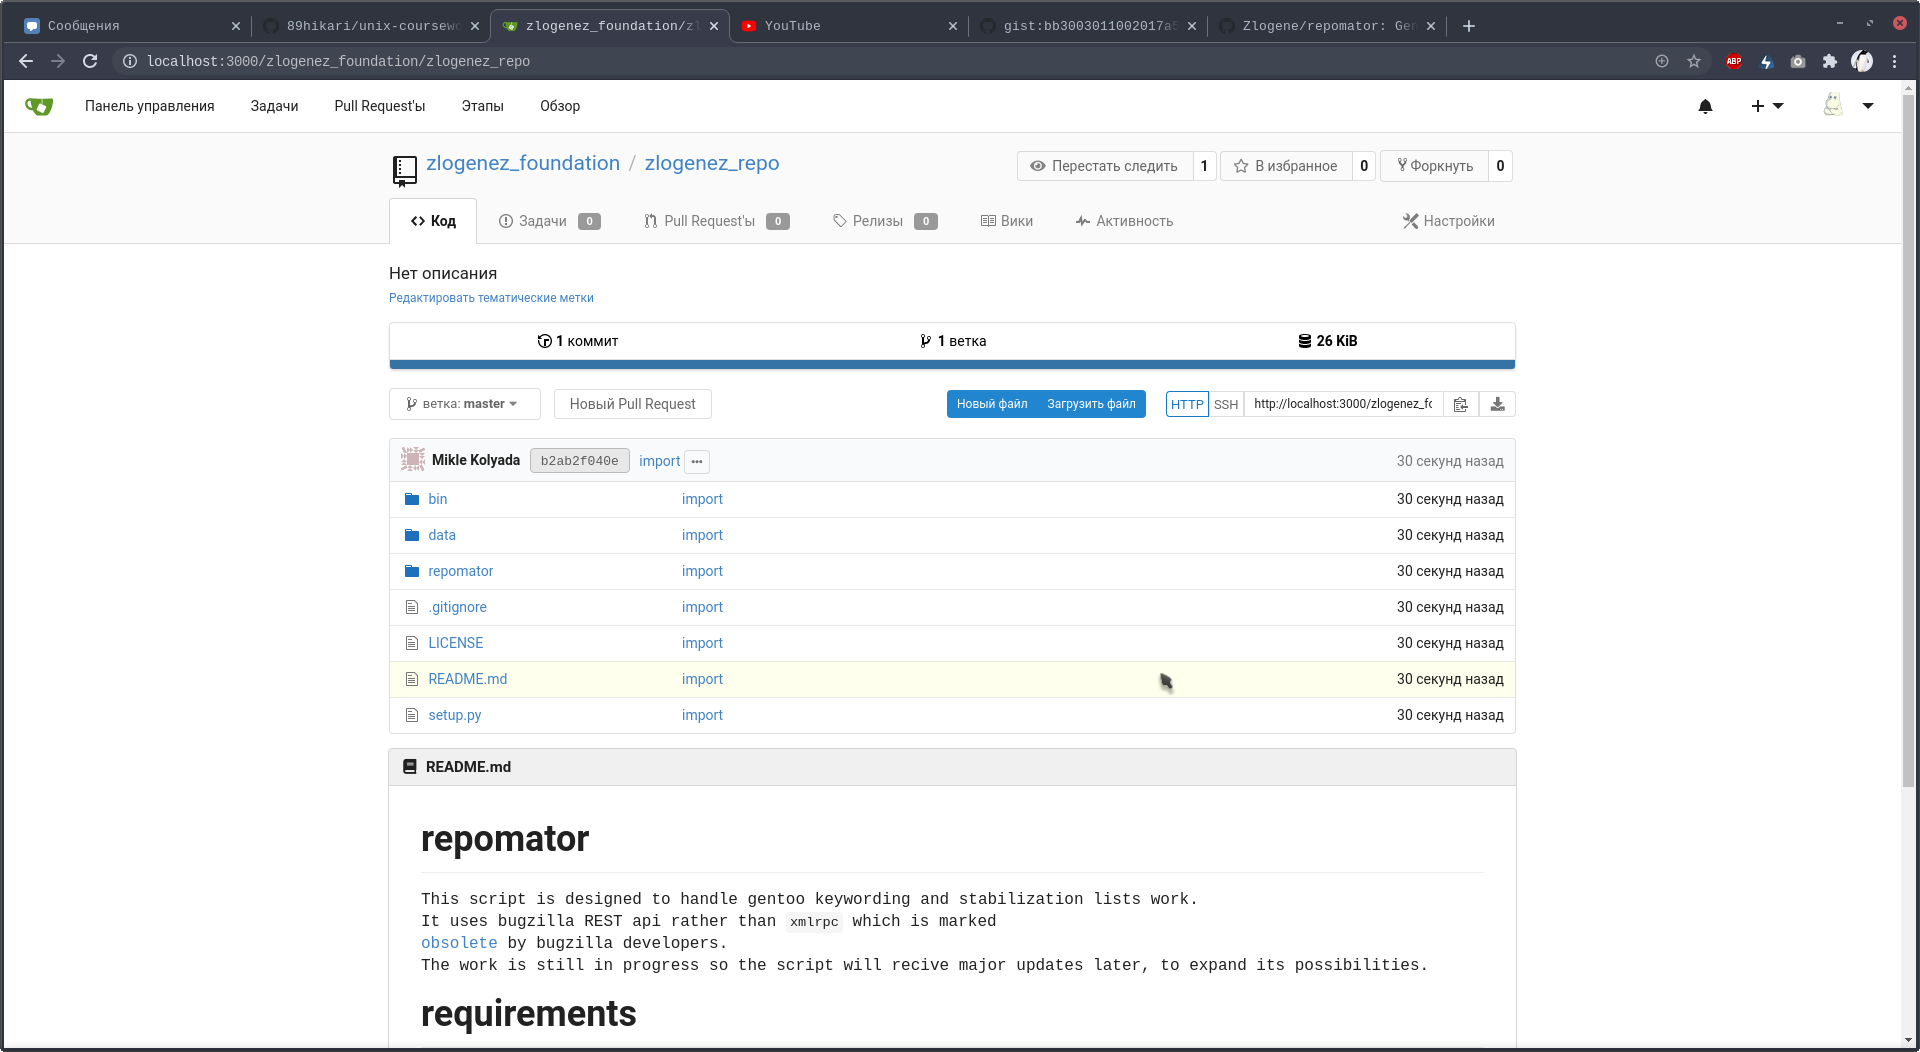 Сообщения
89hikari/unix-coursewo
zlogenez_foundation/zl
YouTube
gist:bb3003011002017a5
Zlogene/repomator: Gen
localhost:3000/zlogenez_foundation/zlogenez_repo
ABP
Панель управления Задачи Pull Request'ы Этапы Обзор
zlogenez_foundation / zlogenez_repo
Перестать следить 1 В избранное 0 Форкнуть 0
Код Задачи 0 Pull Request'ы 0 Релизы 0 Вики Активность Настройки
Нет описания
Редактировать тематические метки
1 коммит 1 ветка 26 KiB
ветка: master Новый Pull Request Новый файл Загрузить файл HTTP SSH http://localhost:3000/zlogenez_fo
Mikle Kolyada b2ab2f040e import ... 30 секунд назад
bin import 30 секунд назад
data import 30 секунд назад
repomator import 30 секунд назад
.gitignore import 30 секунд назад
LICENSE import 30 секунд назад
README.md import 30 секунд назад
setup.py import 30 секунд назад
README.md
repomator
This script is designed to handle gentoo keywording and stabilization lists work.
It uses bugzilla REST api rather than xmlrpc which is marked
obsolete by bugzilla developers.
The work is still in progress so the script will recive major updates later, to expand its possibilities.
requirements